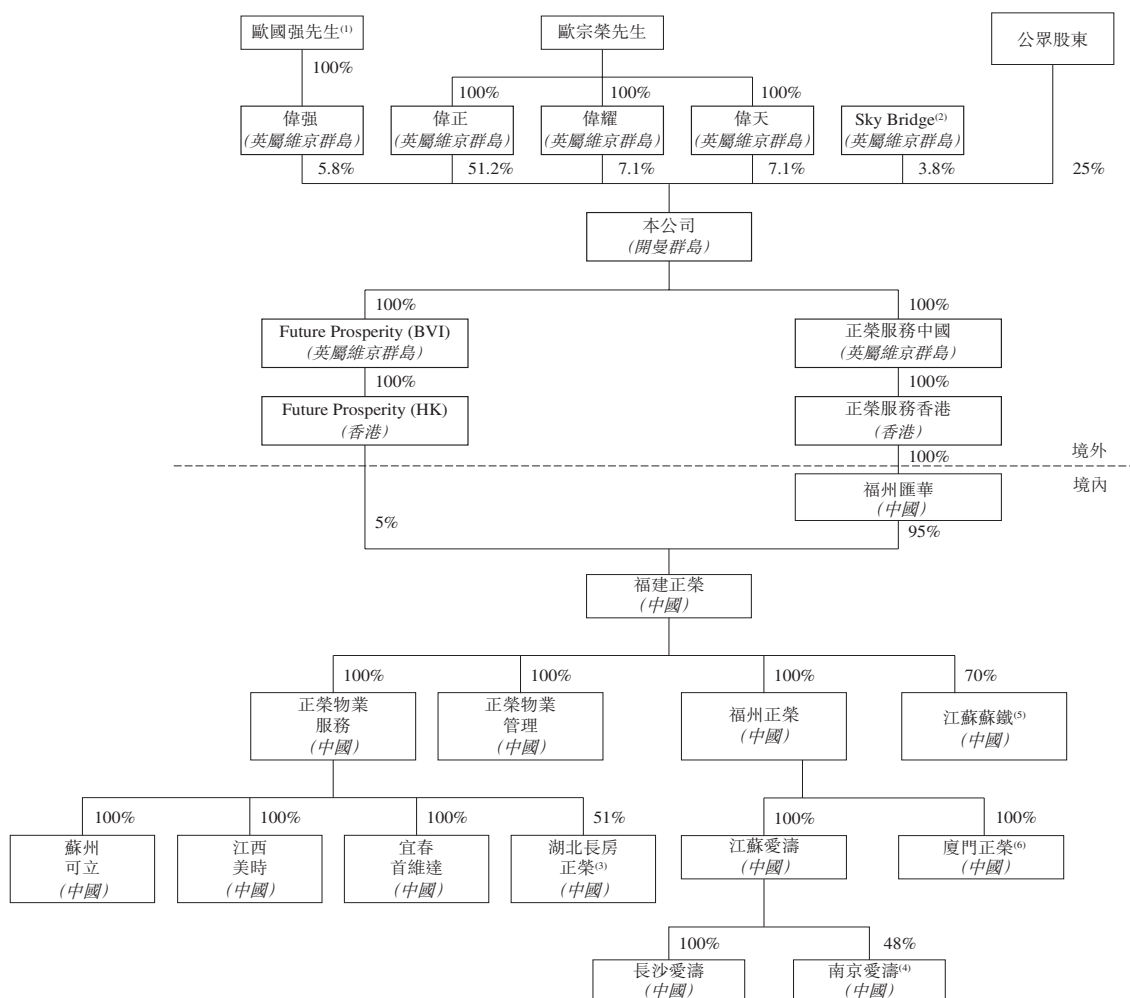 歐國强先生(1)
歐宗榮先生
公眾股東
100%
100%
100%
100%
偉强
(英屬維京群島)
偉正
(英屬維京群島)
偉耀
(英屬維京群島)
偉天
(英屬維京群島)
Sky Bridge(2)
(英屬維京群島)
5.8%
51.2%
7.1%
7.1%
3.8%
25%
本公司
(開曼群島)
100%
100%
Future Prosperity (BVI)
(英屬維京群島)
正榮服務中國
(英屬維京群島)
100%
100%
Future Prosperity (HK)
(香港)
正榮服務香港
(香港)
100%
境外
境內
福州匯華
(中國)
5%
95%
福建正榮
(中國)
100%
100%
100%
70%
正榮物業
服務
(中國)
正榮物業
管理
(中國)
福州正榮
(中國)
江蘇蘇鐵(5)
(中國)
100%
100%
100%
51%
100%
100%
蘇州
可立
(中國)
江西
美時
(中國)
宜春
首維達
(中國)
湖北長房
正榮(3)
(中國)
江蘇愛濤
(中國)
廈門正榮(6)
(中國)
100%
48%
長沙愛濤
(中國)
南京愛濤(4)
(中國)